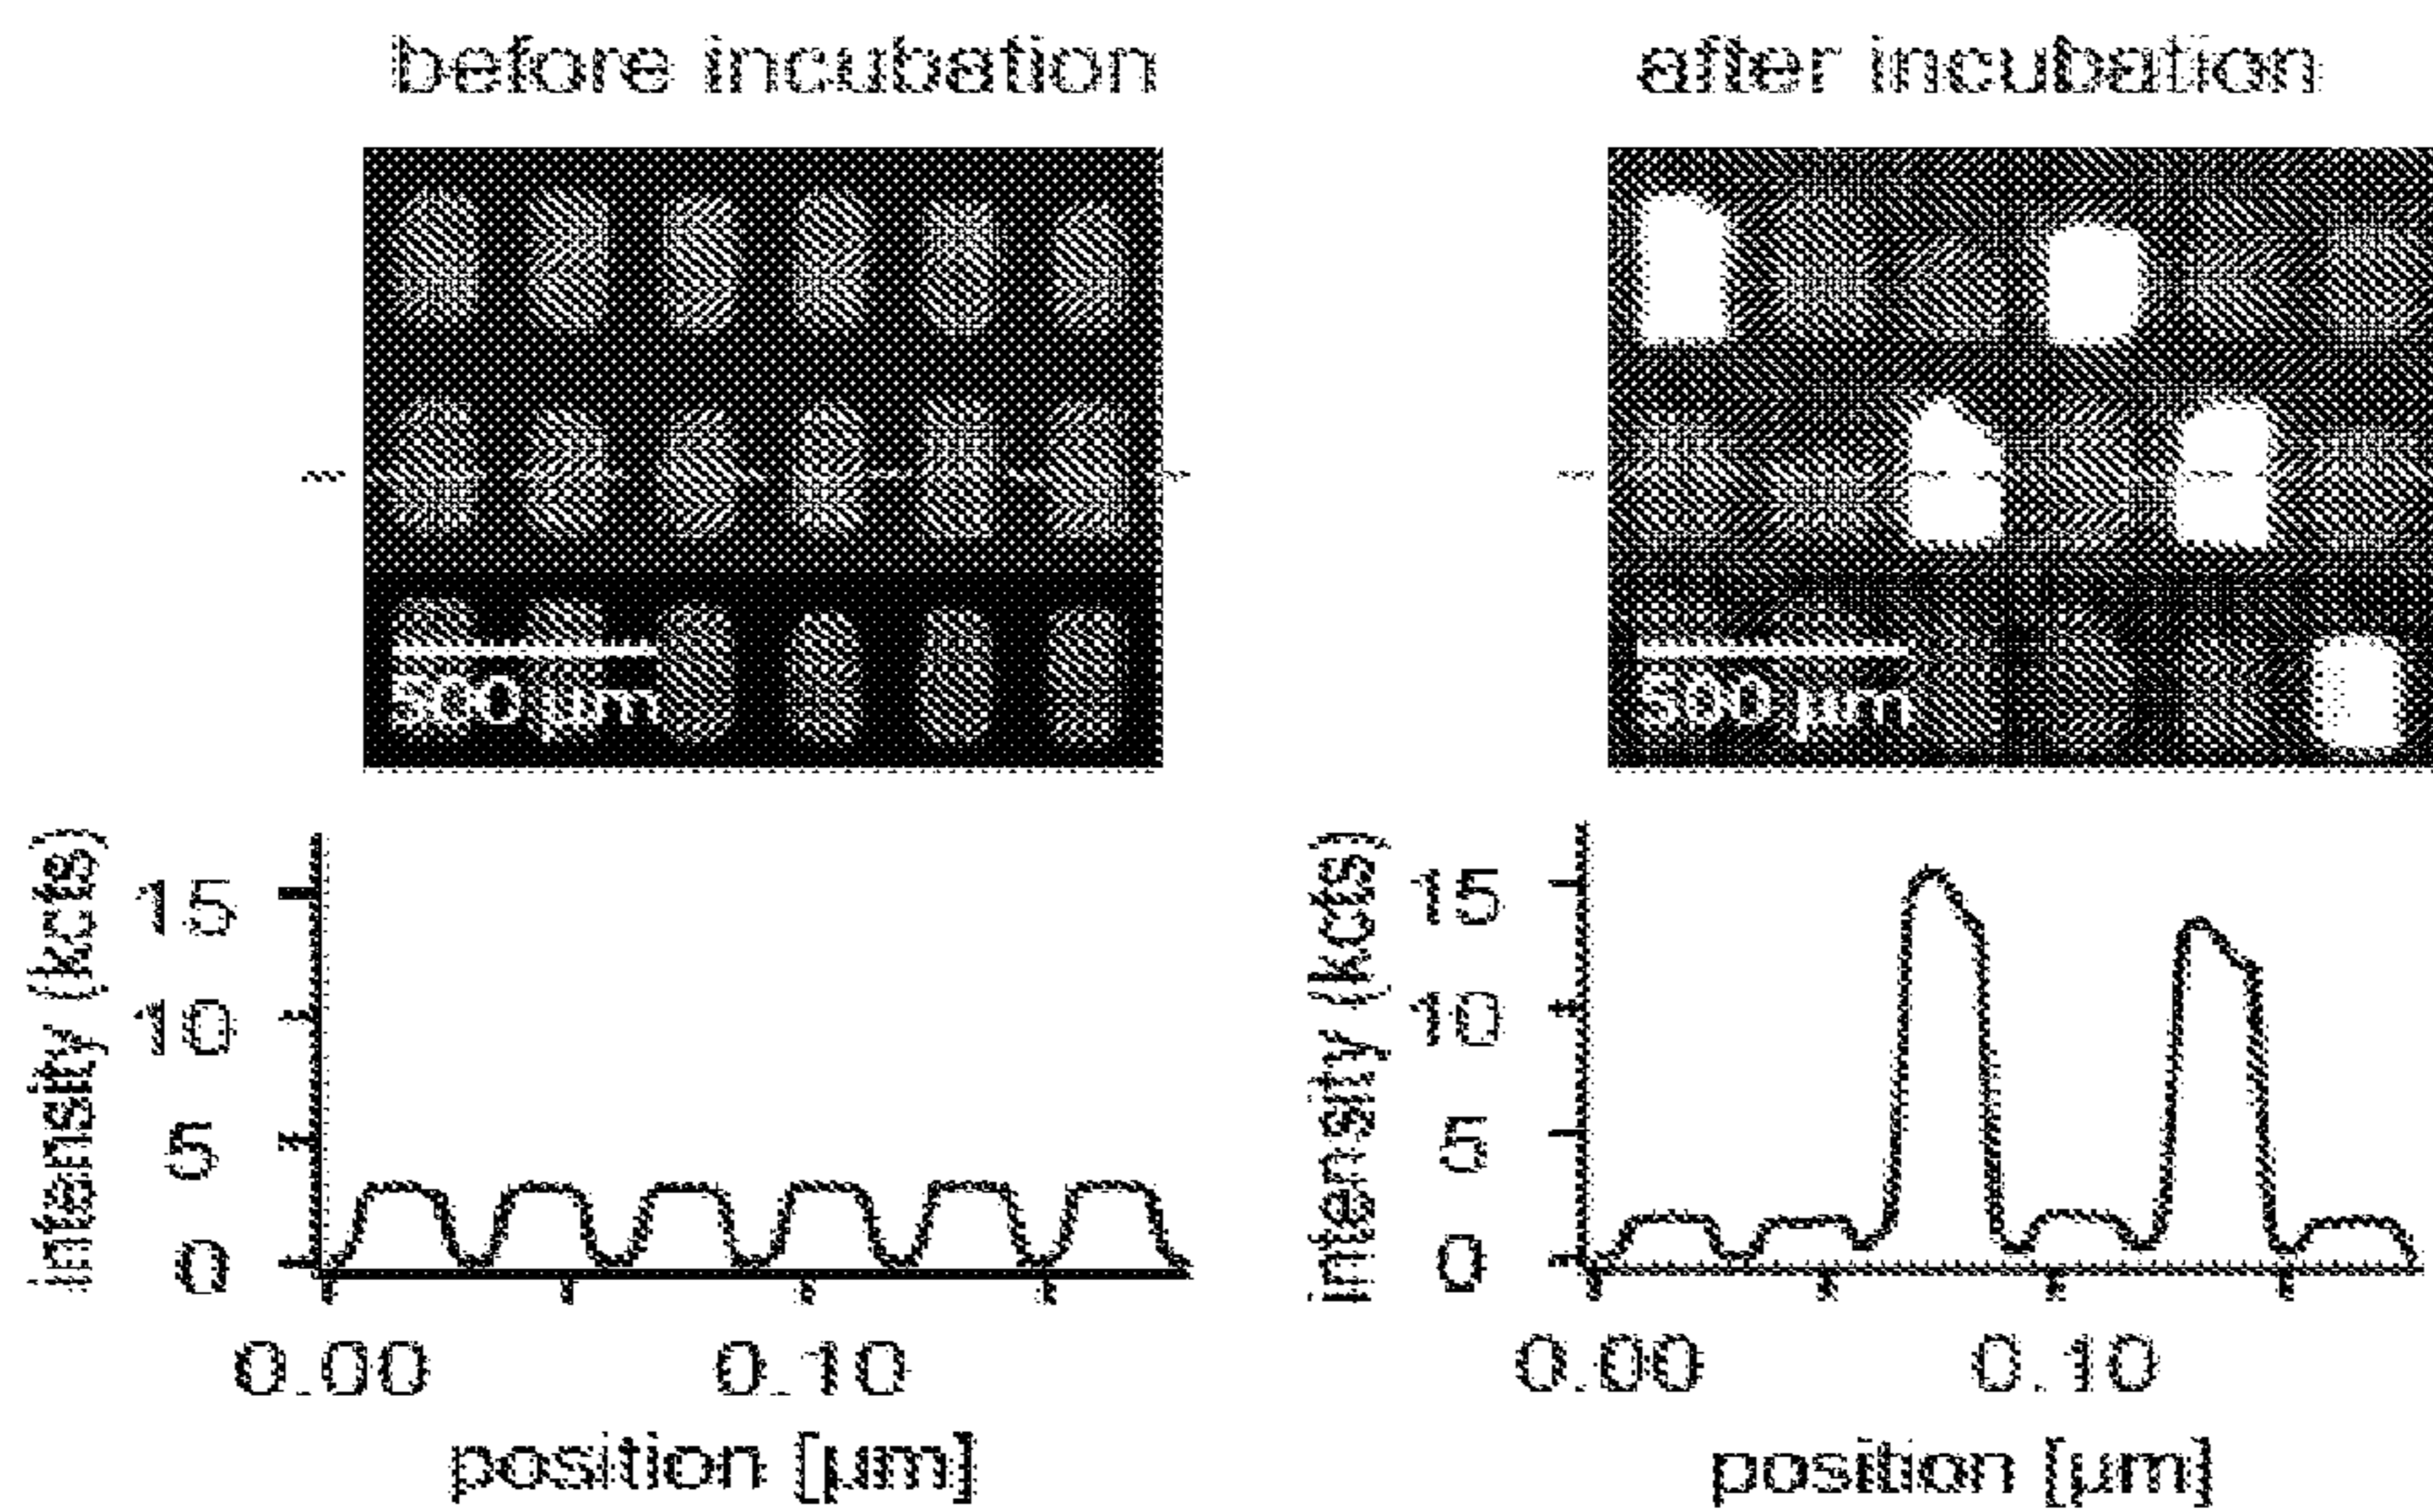 before incubation
after incubation
500 µm
500 µm
intensity (kcts)
15
10
5
0
0.00
0.10
position [µm]
intensity (kcts)
15
10
5
0
0.00
0.10
position [µm]